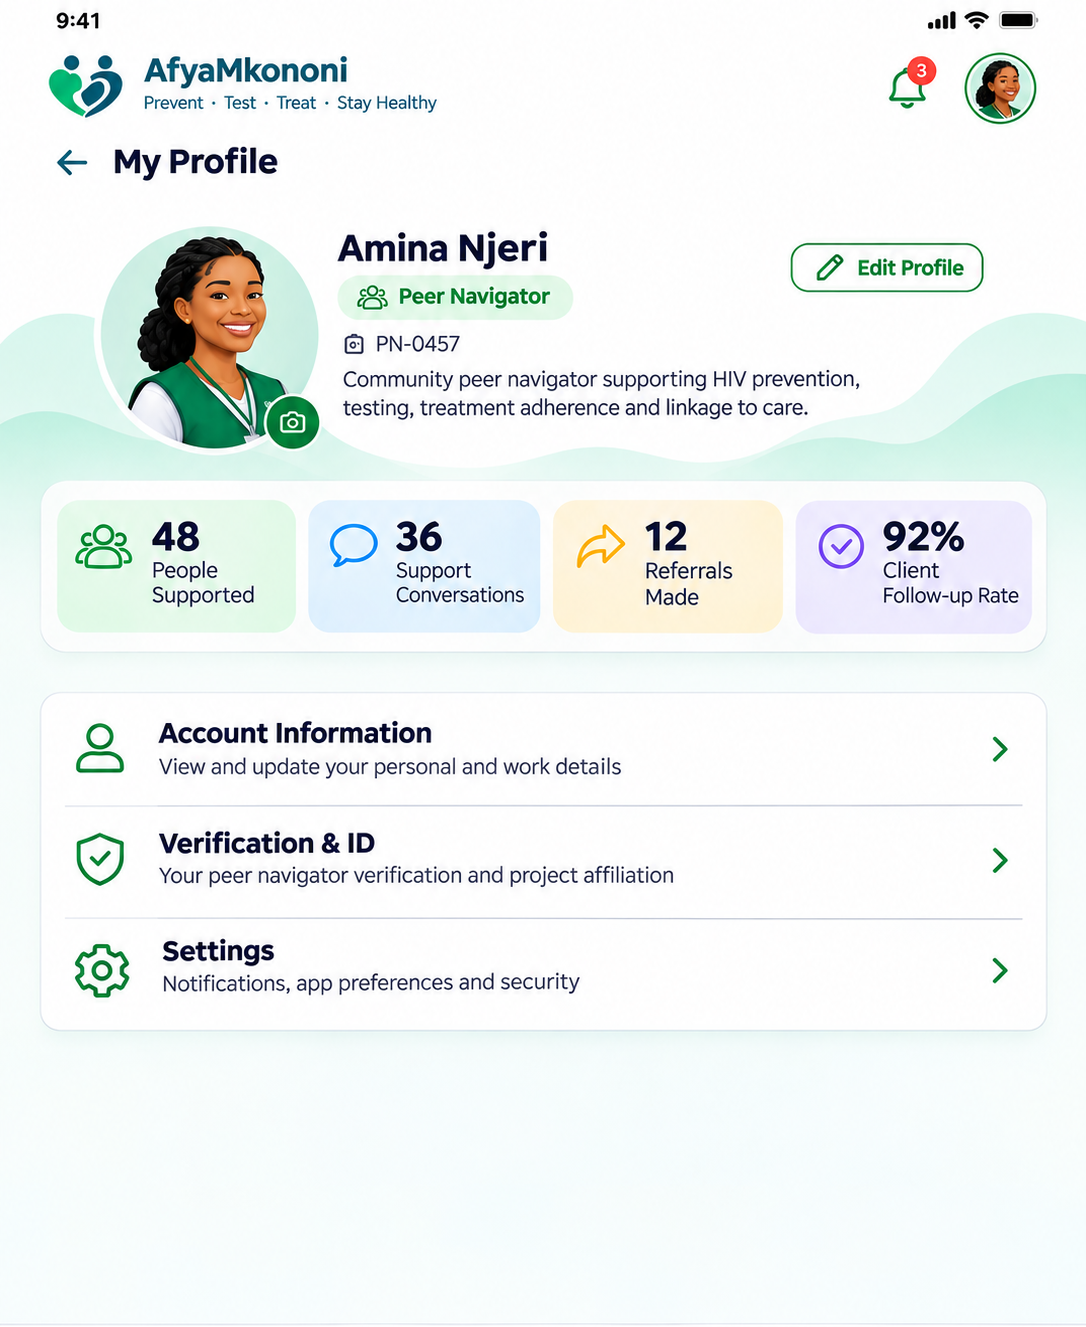 9:41
AfyaMkononi
Prevent · Test · Treat · Stay Healthy
3
My Profile
Amina Njeri
Edit Profile
Peer Navigator
PN-0457
Community peer navigator supporting HIV prevention,
testing, treatment adherence and linkage to care.
48
People
Supported
36
Support
Conversations
12
Referrals
Made
92%
Client
Follow-up Rate
Account Information
View and update your personal and work details
Verification & ID
Your peer navigator verification and project affiliation
Settings
Notifications, app preferences and security